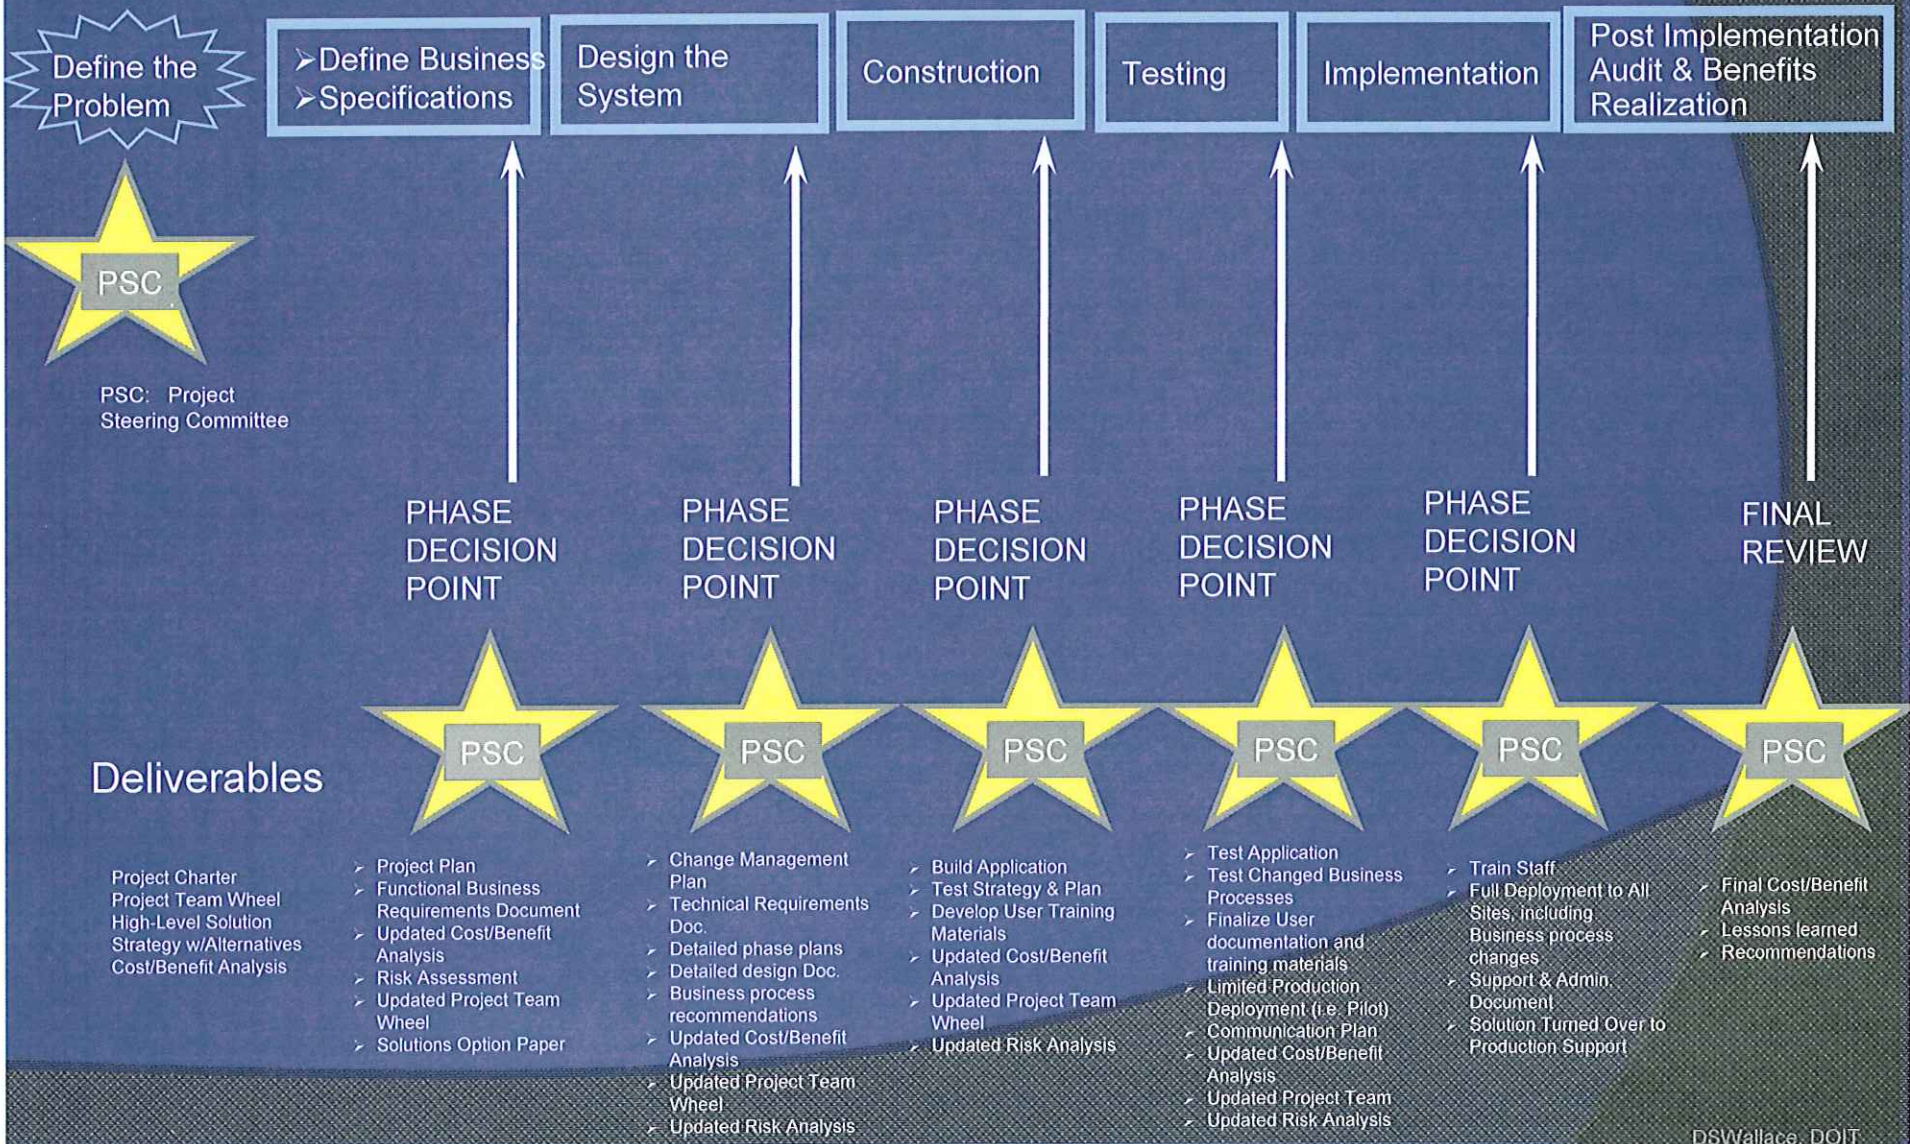 Define the
Problem
➢Define Business
➢Specifications
Design the
System
Construction
Testing
Implementation
Post Implementation
Audit & Benefits
Realization
PSC
PSC: Project
Steering Committee
PHASE
DECISION
POINT
PHASE
DECISION
POINT
PHASE
DECISION
POINT
PHASE
DECISION
POINT
PHASE
DECISION
POINT
FINAL
REVIEW
PSC
PSC
PSC
PSC
PSC
PSC
Deliverables
Project Charter
Project Team Wheel
High-Level Solution
Strategy w/Alternatives
Cost/Benefit Analysis
➢ Project Plan
➢ Functional Business
Requirements Document
➢ Updated Cost/Benefit
Analysis
➢ Risk Assessment
➢ Updated Project Team
Wheel
➢ Solutions Option Paper
➢ Change Management
Plan
➢ Technical Requirements
Doc.
➢ Detailed phase plans
➢ Detailed design Doc.
➢ Business process
recommendations
➢ Updated Cost/Benefit
Analysis
➢ Updated Project Team
Wheel
➢ Updated Risk Analysis
➢ Build Application
➢ Test Strategy & Plan
➢ Develop User Training
Materials
➢ Updated Cost/Benefit
Analysis
➢ Updated Project Team
Wheel
➢ Updated Risk Analysis
➢ Test Application
➢ Test Changed Business
Processes
➢ Finalize User
documentation and
training materials
➢ Limited Production
Deployment (i.e. Pilot)
➢ Communication Plan
➢ Updated Cost/Benefit
Analysis
➢ Updated Project Team
➢ Updated Risk Analysis
➢ Train Staff
➢ Full Deployment to All
Sites, including
Business process
changes
➢ Support & Admin.
Document
➢ Solution Turned Over to
Production Support
➢ Final Cost/Benefit
Analysis
➢ Lessons learned
➢ Recommendations
DSWallace DOIT